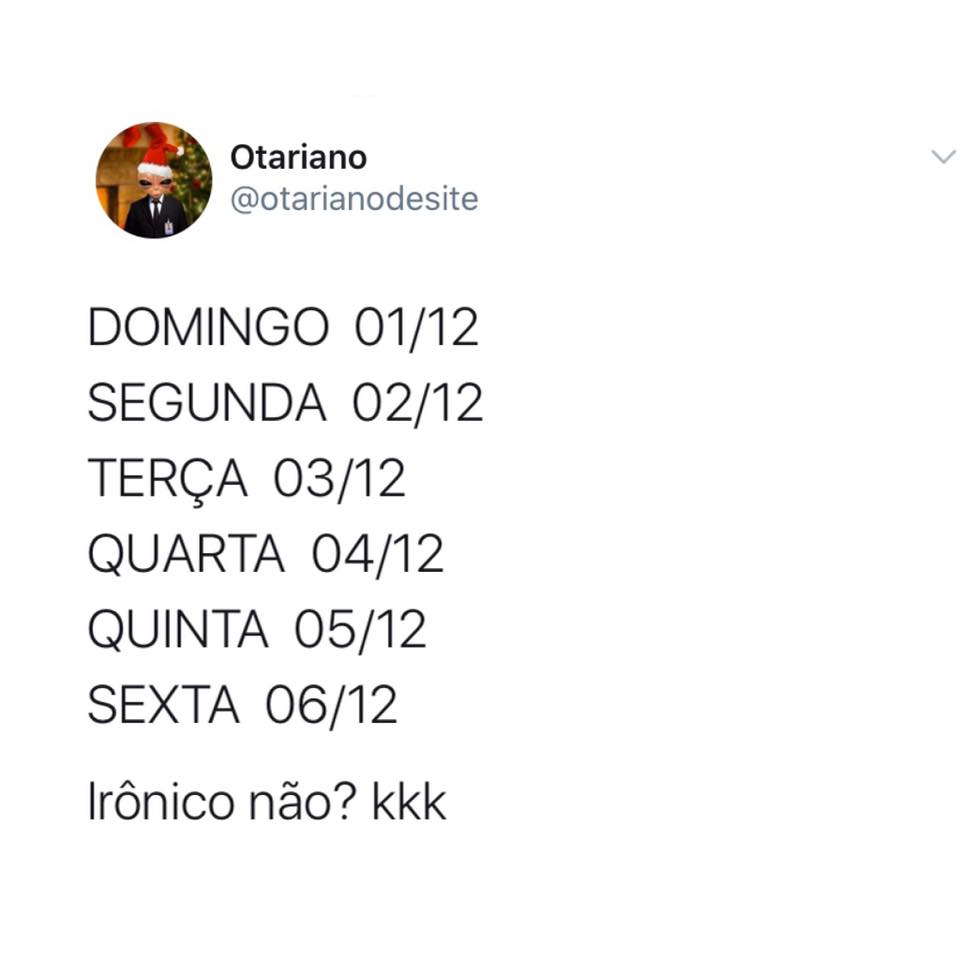 Otariano
@otarianodesite
DOMINGO 01/12
SEGUNDA 02/12
TERÇA 03/12
QUARTA 04/12
QUINTA 05/12
SEXTA 06/12
Irônico não? kkk